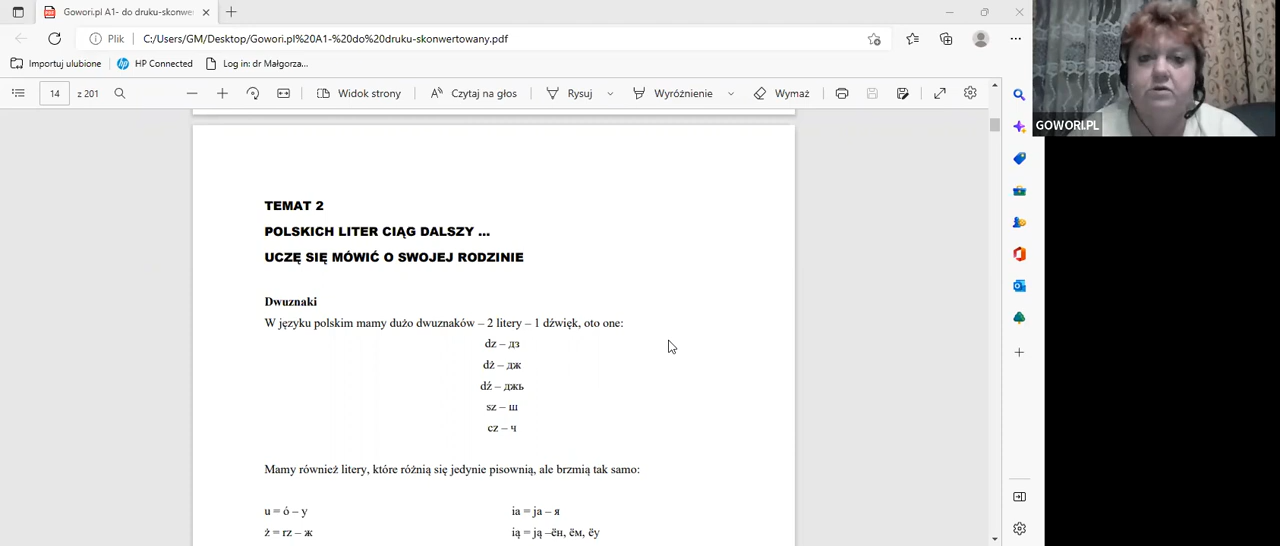 Gowori.pl A1- do druku-skonwer
Plik
C:/Users/GM/Desktop/Gowori.pl%20A1-%20do%20druku-skonwertowany.pdf
Importuj ulubione
HP Connected
Log in: dr Małgorza...
14
z 201
Widok strony
Czytaj na głos
Rysuj
Wyróżnienie
Wymaż
GOWORI.PL
TEMAT 2
POLSKICH LITER CIĄG DALSZY ...
UCZĘ SIĘ MÓWIĆ O SWOJEJ RODZINIE
Dwuznaki
W języku polskim mamy dużo dwuznaków – 2 litery – 1 dźwięk, oto one:
dz – дз
dż – дж
dź – джь
sz – ш
cz – ч
Mamy również litery, które różnią się jedynie pisownią, ale brzmią tak samo:
u = ó – у
ia = ja – я
ż = rz – ж
ią = ją –ён, ём, ёу